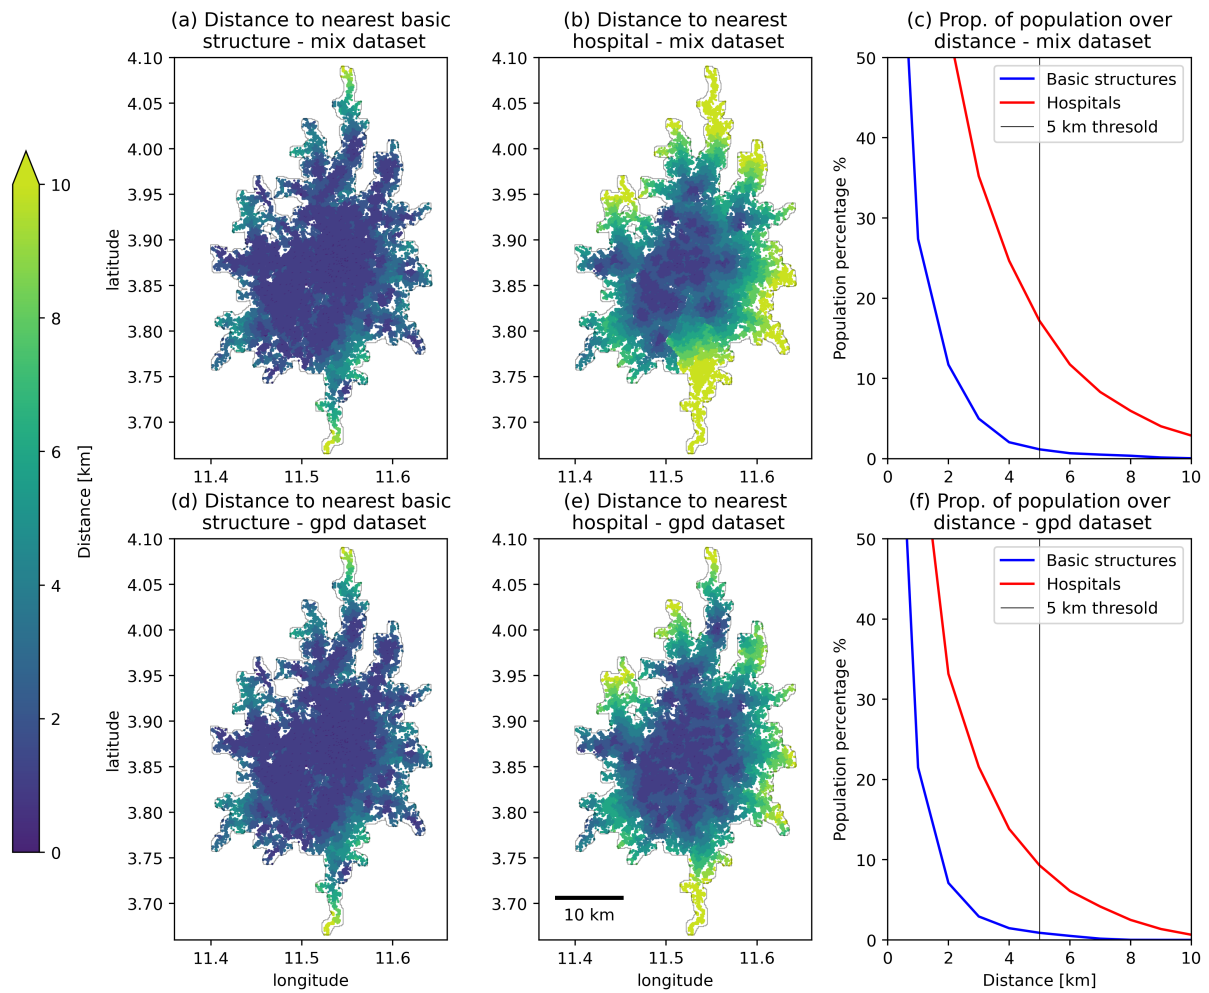 (a) Distance to nearest basic
structure - mix dataset
(b) Distance to nearest
hospital - mix dataset
(c) Prop. of population over
distance - mix dataset
4.10
4.05
4.00
3.95
3.90
3.85
3.80
3.75
3.70
latitude
11.4
11.5
11.6
4.10
4.05
4.00
3.95
3.90
3.85
3.80
3.75
3.70
11.4
11.5
11.6
50
40
30
20
10
0
Population percentage %
Basic structures
Hospitals
5 km thresold
0
2
4
6
8
10
10
8
6
4
2
0
Distance [km]
(d) Distance to nearest basic
structure - gpd dataset
(e) Distance to nearest
hospital - gpd dataset
(f) Prop. of population over
distance - gpd dataset
4.10
4.05
4.00
3.95
3.90
3.85
3.80
3.75
3.70
latitude
11.4
11.5
11.6
longitude
4.10
4.05
4.00
3.95
3.90
3.85
3.80
3.75
3.70
10 km
11.4
11.5
11.6
longitude
50
40
30
20
10
0
Population percentage %
Basic structures
Hospitals
5 km thresold
0
2
4
6
8
10
Distance [km]